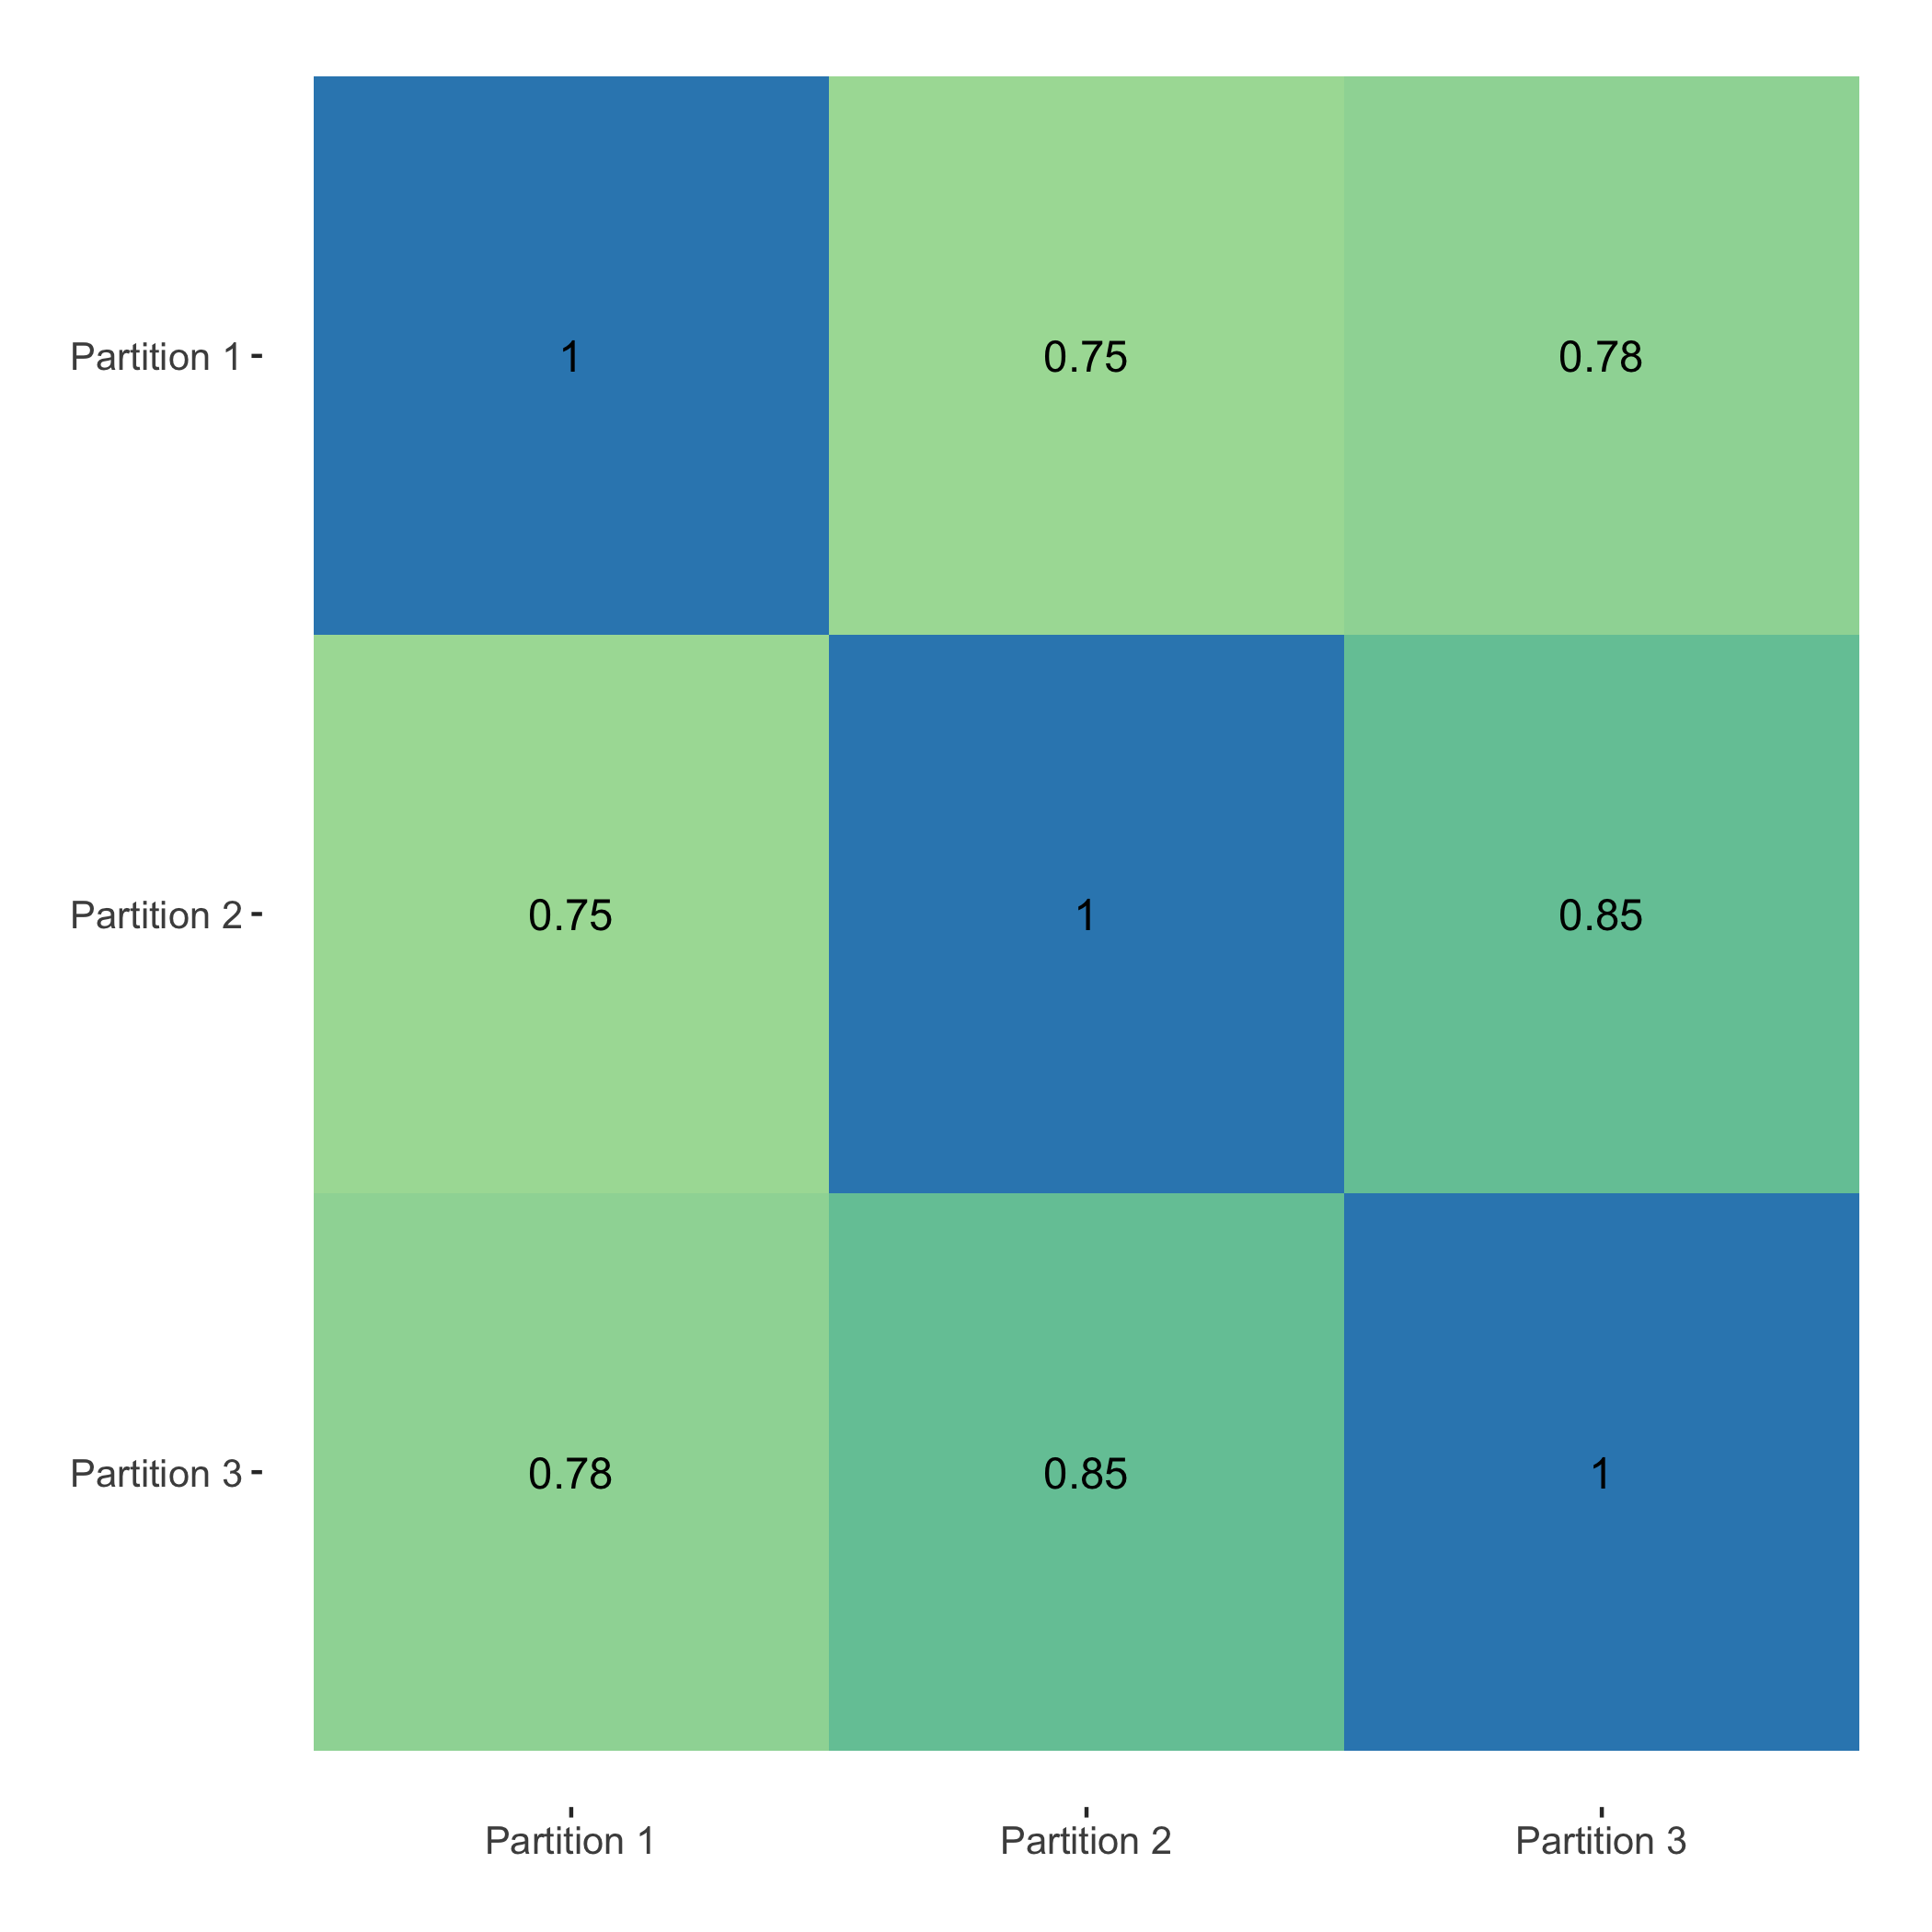 Partition 1 1 0.75 0.78
Partition 2 0.75 1 0.85
Partition 3 0.78 0.85 1
Partition 1 Partition 2 Partition 3